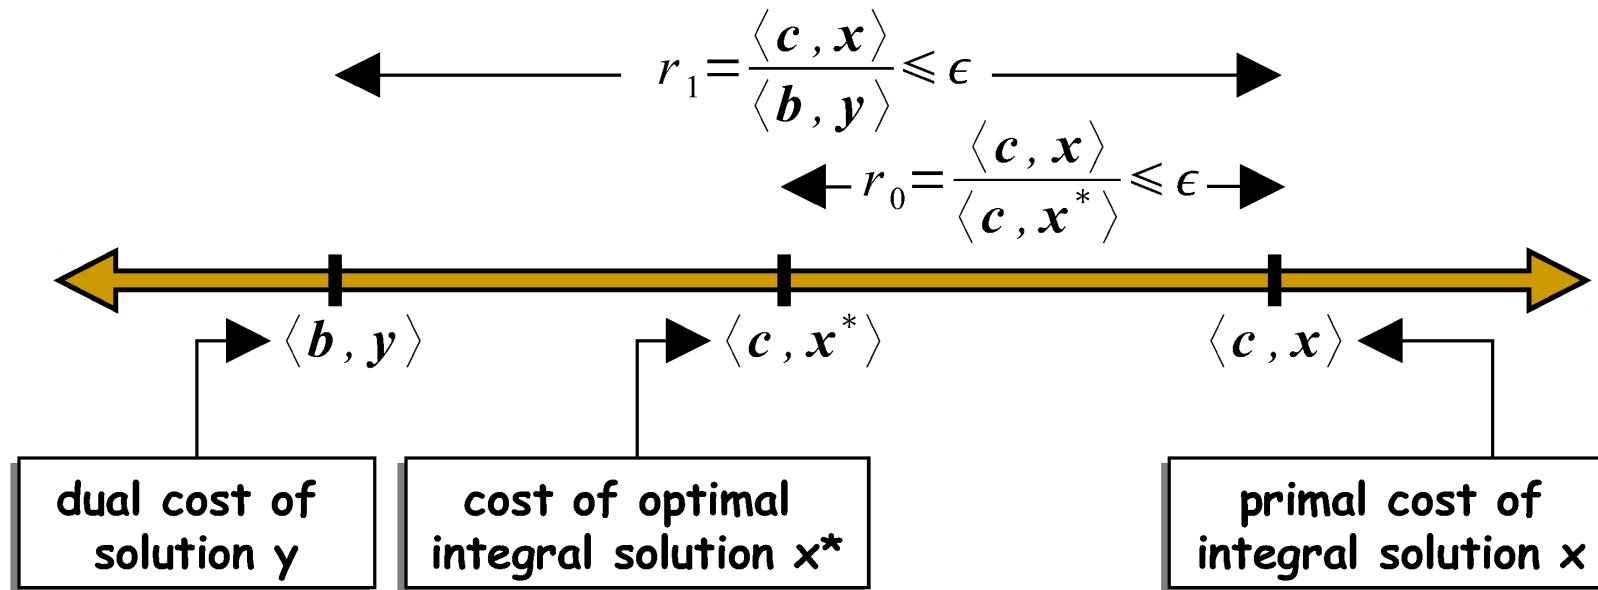 r₁=⟨c,x⟩/⟨b,y⟩⩽ϵ
r₀=⟨c,x⟩/⟨c,x*⟩⩽ϵ
⟨b,y⟩ ⟨c,x*⟩ ⟨c,x⟩
dual cost of
solution y
cost of optimal
integral solution x*
primal cost of
integral solution x